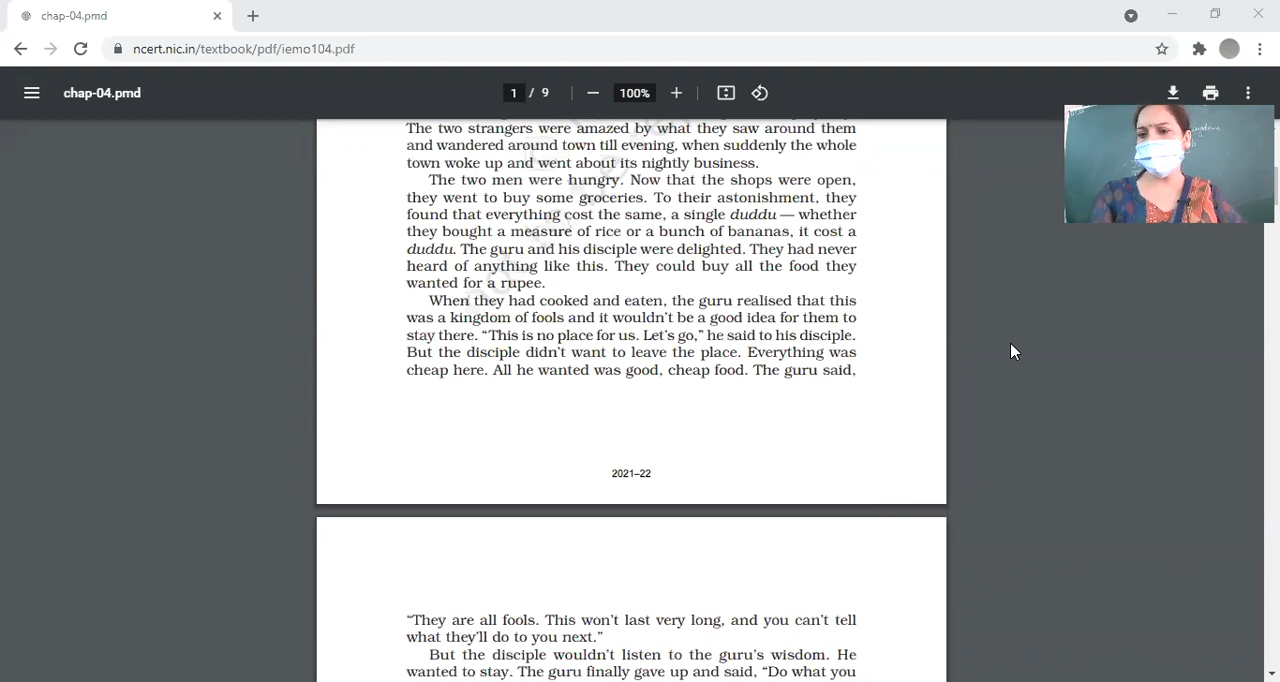 chap-04.pmd
ncert.nic.in/textbook/pdf/iemo104.pdf
chap-04.pmd
1 / 9
100%
The two strangers were amazed by what they saw around them
and wandered around town till evening, when suddenly the whole
town woke up and went about its nightly business.
The two men were hungry. Now that the shops were open,
they went to buy some groceries. To their astonishment, they
found that everything cost the same, a single duddu — whether
they bought a measure of rice or a bunch of bananas, it cost a
duddu. The guru and his disciple were delighted. They had never
heard of anything like this. They could buy all the food they
wanted for a rupee.
When they had cooked and eaten, the guru realised that this
was a kingdom of fools and it wouldn't be a good idea for them to
stay there. “This is no place for us. Let's go,” he said to his disciple.
But the disciple didn't want to leave the place. Everything was
cheap here. All he wanted was good, cheap food. The guru said,
2021–22
“They are all fools. This won't last very long, and you can't tell
what they'll do to you next.”
But the disciple wouldn't listen to the guru's wisdom. He
wanted to stay. The guru finally gave up and said, “Do what you